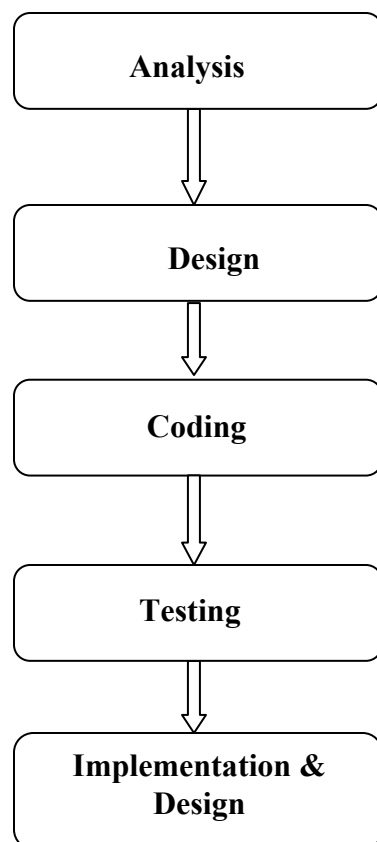 Analysis
Design
Coding
Testing
Implementation &
Design